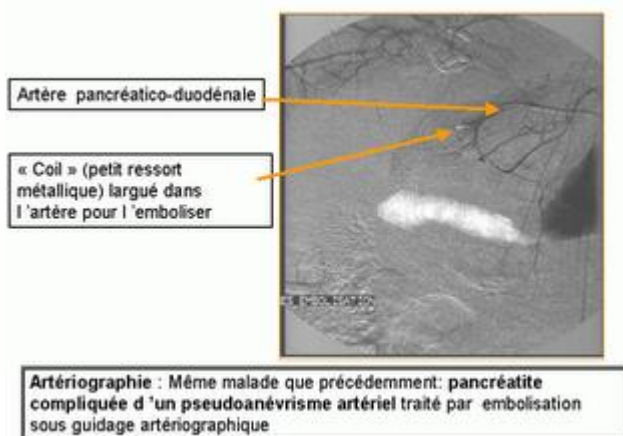 Artère pancréatico-duodénale
« Coil » (petit ressort
métallique) largué dans
l 'artère pour l 'emboliser
EMBOLISATION
Artériographie : Même malade que précédemment: pancréatite
compliquée d 'un pseudoanévrisme artériel traité par embolisation
sous guidage artériographique